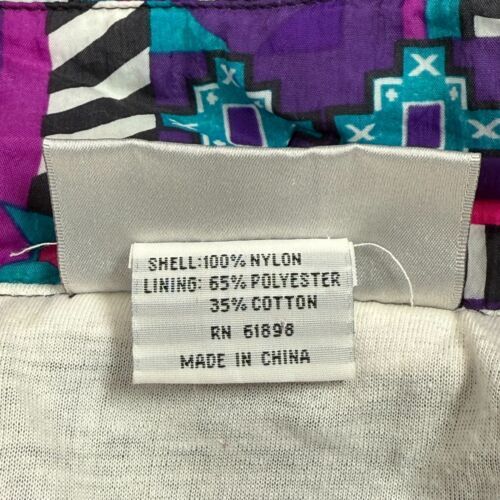 SHELL:100% NYLON
LINING: 65% POLYESTER
35% COTTON
RN 61898
MADE IN CHINA